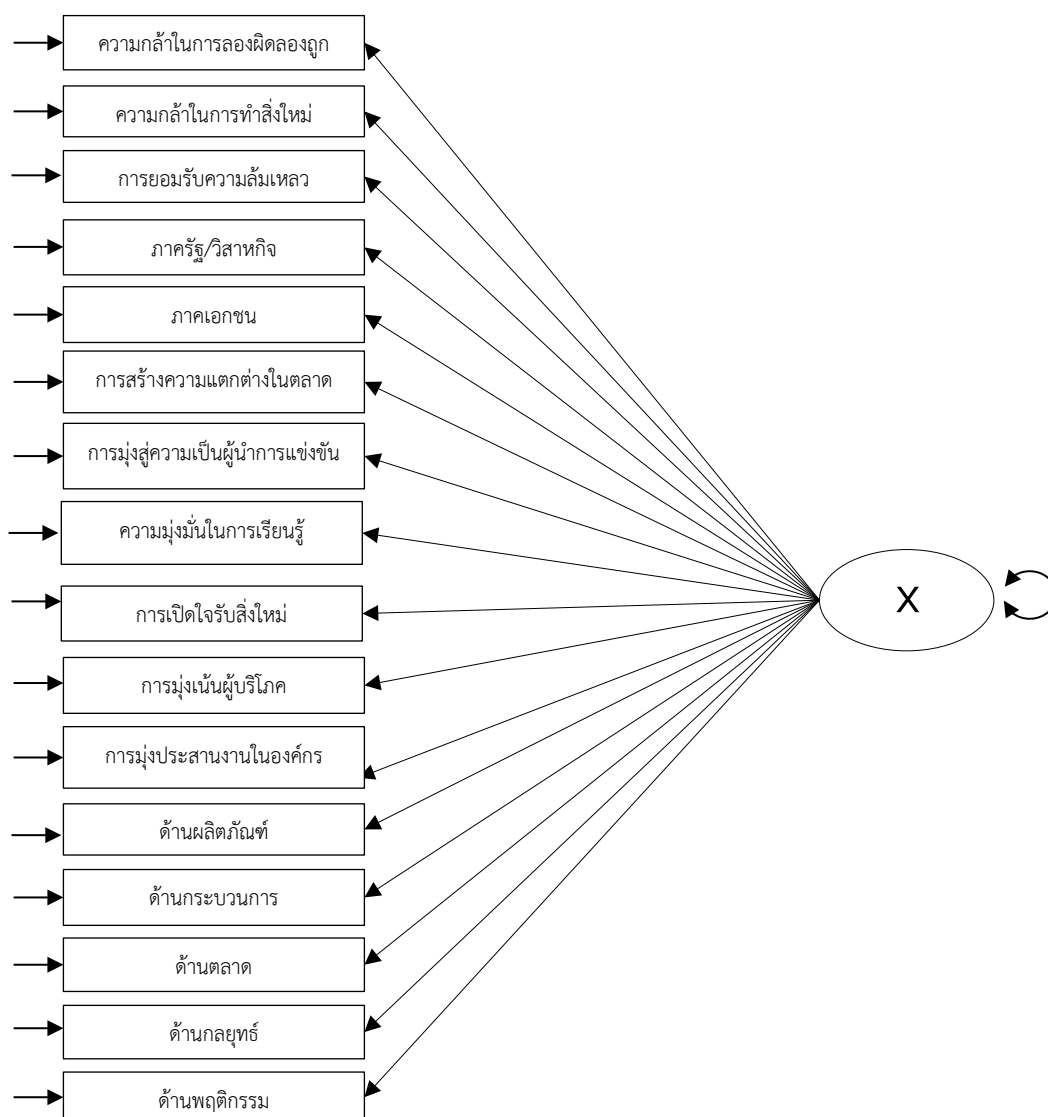 ความกล้าในการลองผิดลองถูก
ความกล้าในการทำสิ่งใหม่
การยอมรับความล้มเหลว
ภาครัฐ/วิสาหกิจ
ภาคเอกชน
การสร้างความแตกต่างในตลาด
การมุ่งสู่ความเป็นผู้นำการแข่งขัน
ความมุ่งมั่นในการเรียนรู้
การเปิดใจรับสิ่งใหม่
X
การมุ่งเน้นผู้บริโภค
การมุ่งประสานงานในองค์กร
ด้านผลิตภัณฑ์
ด้านกระบวนการ
ด้านตลาด
ด้านกลยุทธ์
ด้านพฤติกรรม